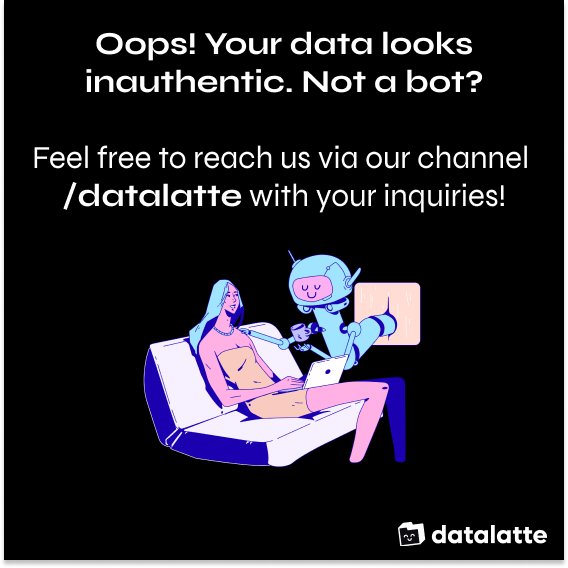 Oops! Your data looks
inauthentic. Not a bot?
Feel free to reach us via our channel
/datalatte with your inquiries!
datalatte